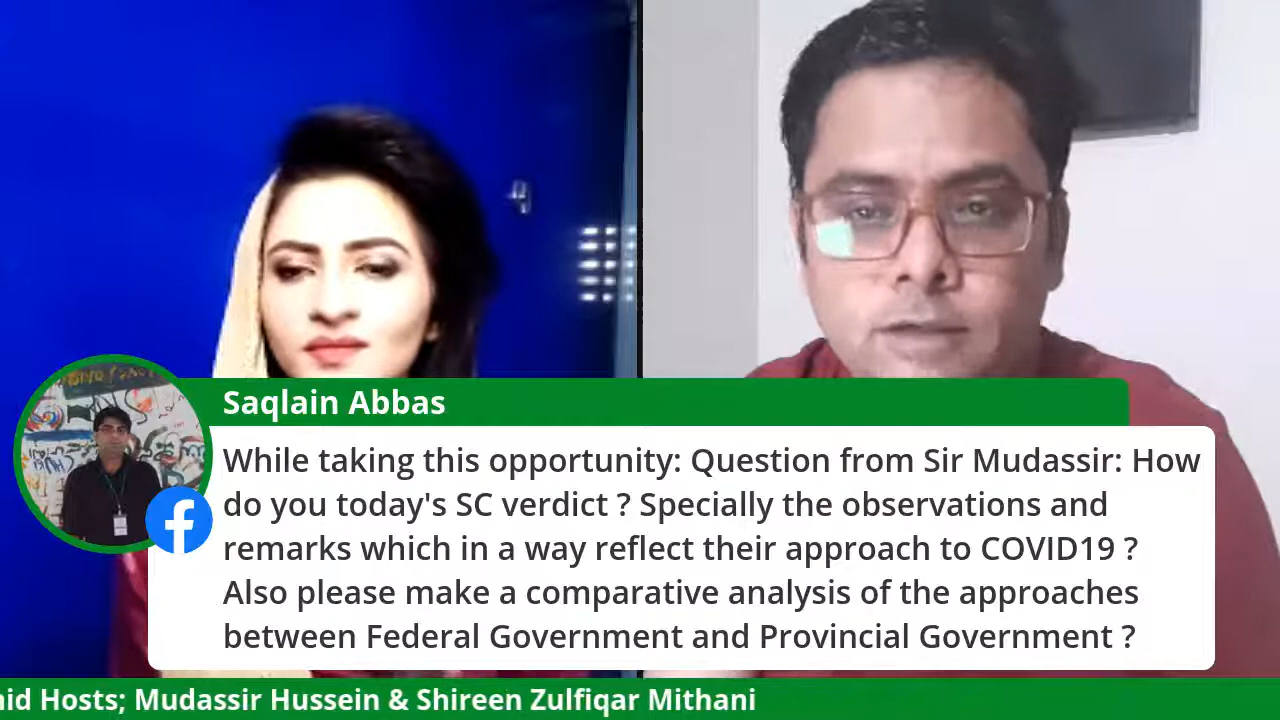 Saqlain Abbas
While taking this opportunity: Question from Sir Mudassir: How
do you today's SC verdict ? Specially the observations and
remarks which in a way reflect their approach to COVID19 ?
Also please make a comparative analysis of the approaches
between Federal Government and Provincial Government ?
Hosts; Mudassir Hussein & Shireen Zulfiqar Mithani